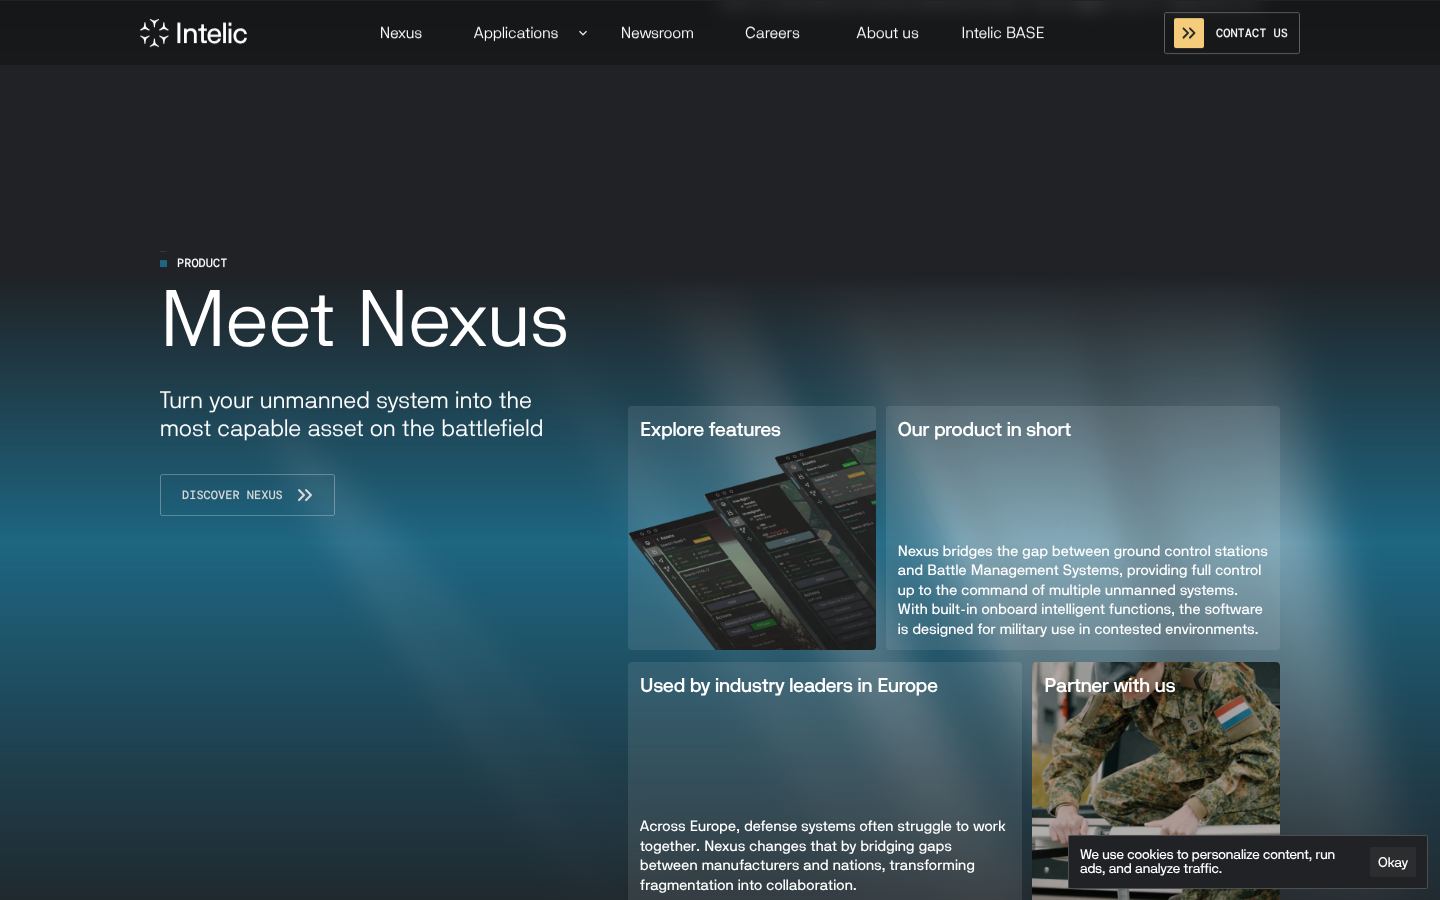 Intelic
Nexus
Applications
Newsroom
Careers
About us
Intelic BASE
CONTACT US
PRODUCT
Meet Nexus
Turn your unmanned system into the
most capable asset on the battlefield
DISCOVER NEXUS
Explore features
Our product in short
Nexus bridges the gap between ground control stations
and Battle Management Systems, providing full control
up to the command of multiple unmanned systems.
With built-in onboard intelligent functions, the software
is designed for military use in contested environments.
Used by industry leaders in Europe
Across Europe, defense systems often struggle to work
together. Nexus changes that by bridging gaps
between manufacturers and nations, transforming
fragmentation into collaboration.
Partner with us
We use cookies to personalize content, run
ads, and analyze traffic.
Okay